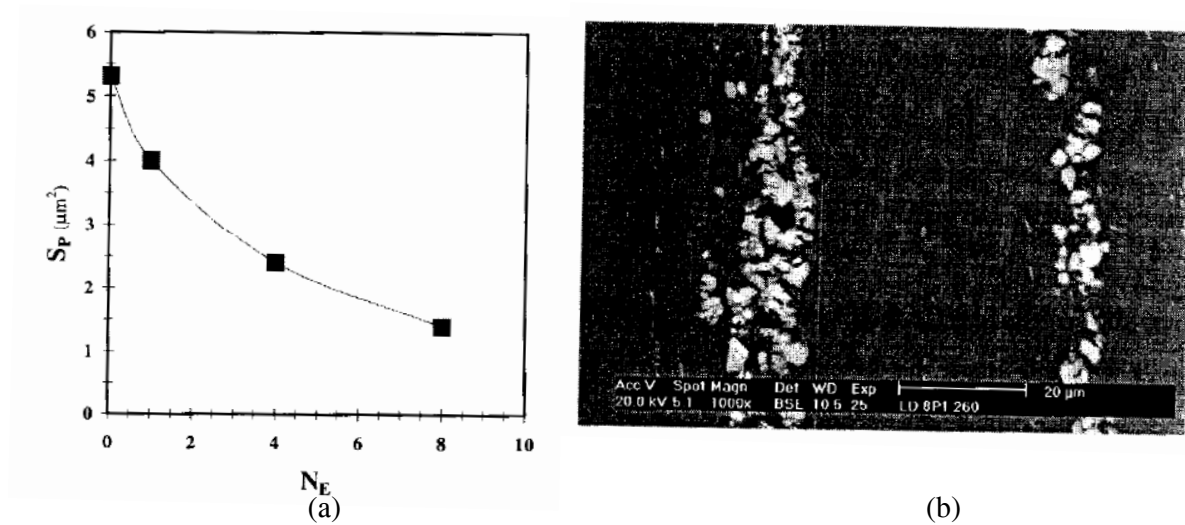 6
5
4
3
2
1
0
S_P (μm²)
0 2 4 6 8 10
N_E
(a)
Acc V Spot Magn Det WD Exp 20 μm
20.0 kV 5.1 1000x BSE 10.6 25 LD 8P1 260
(b)